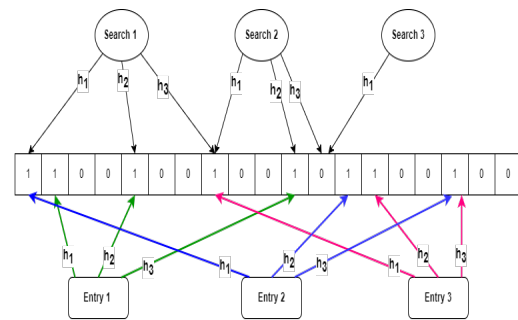 Search 1 Search 2 Search 3
h1 h2 h3 h1 h2 h3 h1
1 1 0 0 1 0 0 1 0 0 1 0 1 1 0 0 1 0 0
h1 h2 h3 h2 h3 h1 h2 h3
Entry 1 Entry 2 Entry 3